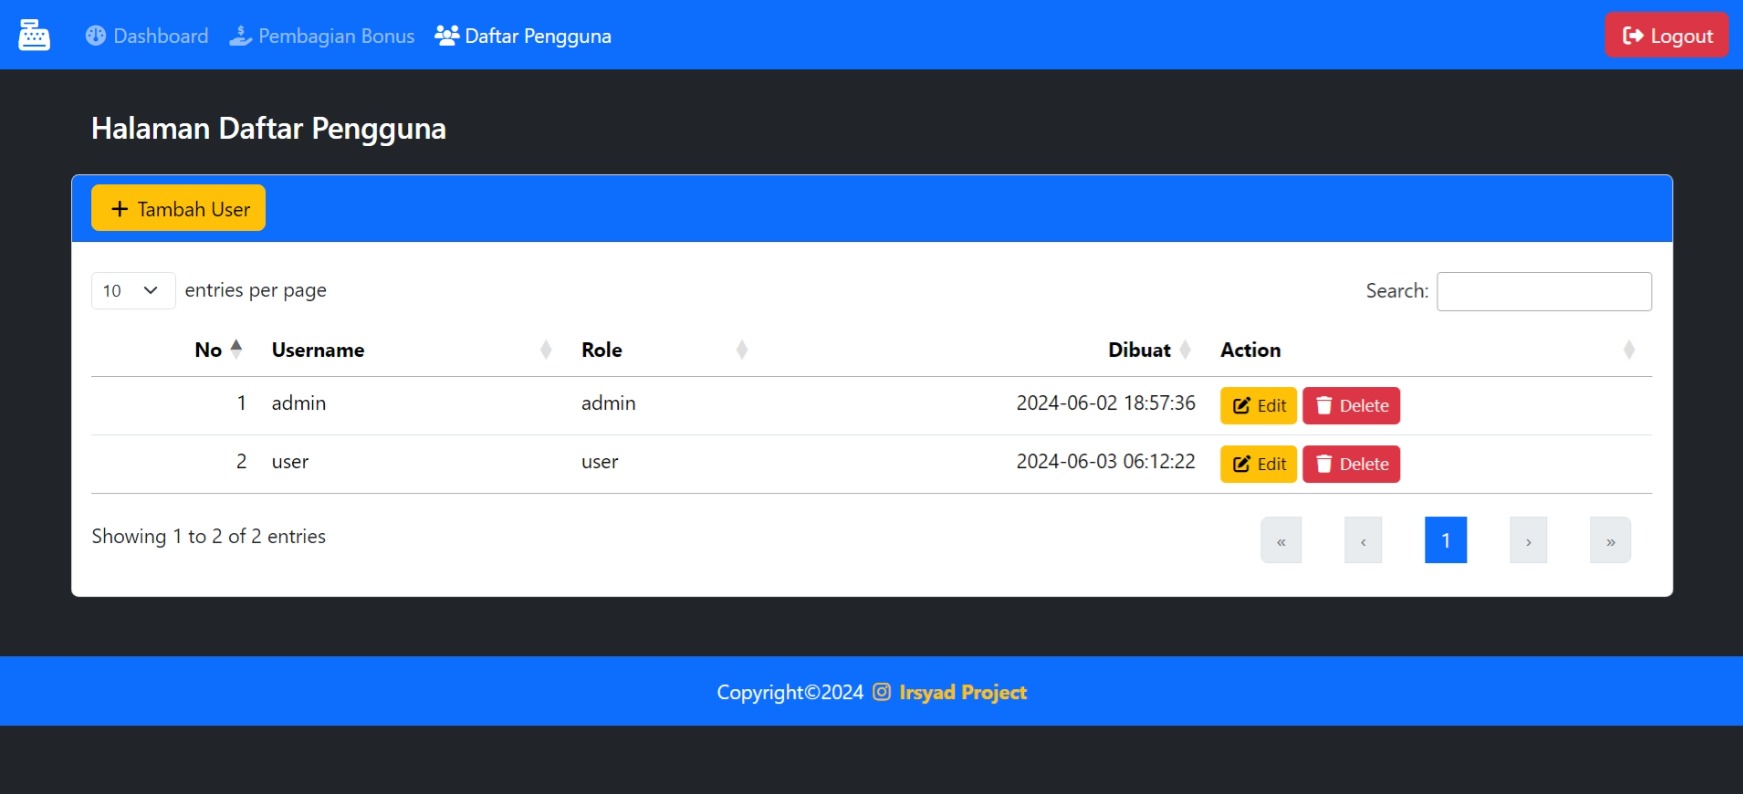 Dashboard Pembagian Bonus Daftar Pengguna Logout
Halaman Daftar Pengguna
+ Tambah User
10 entries per page Search:
No Username Role Dibuat Action
1 admin admin 2024-06-02 18:57:36 Edit Delete
2 user user 2024-06-03 06:12:22 Edit Delete
Showing 1 to 2 of 2 entries « ‹ 1 › »
Copyright©2024 Irsyad Project